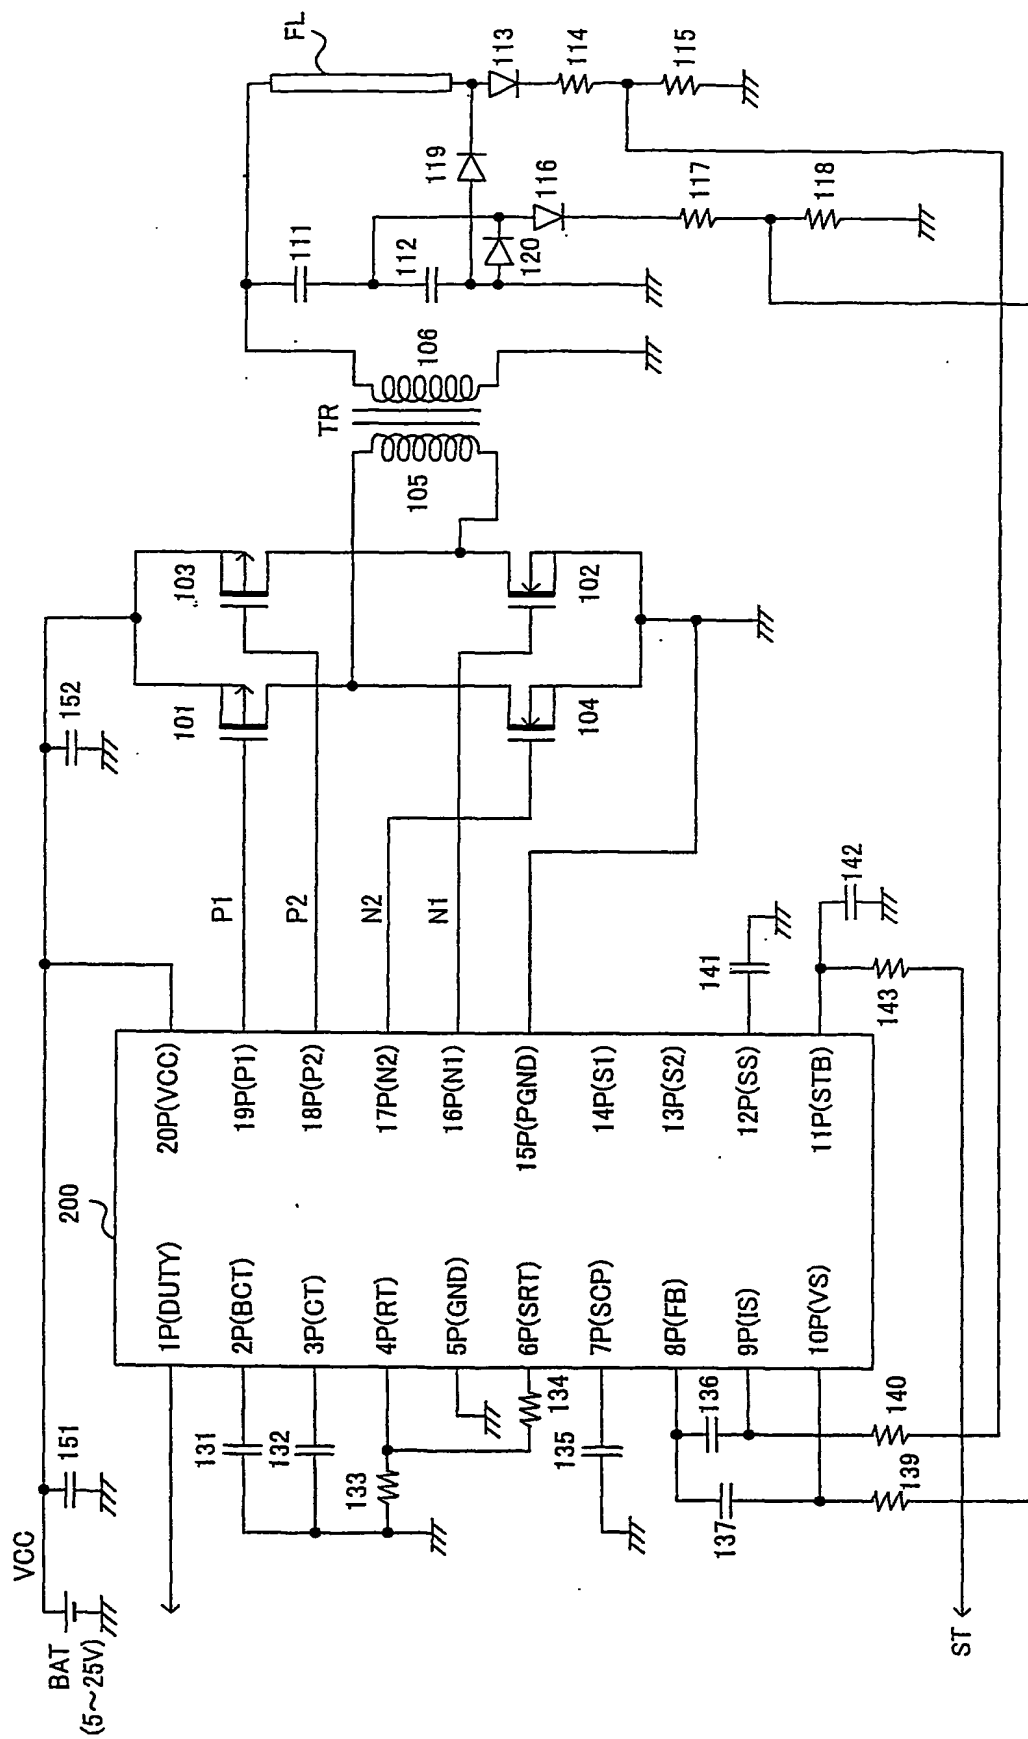 VCC
BAT
(5~25V)
151
152
200
1P(DUTY)
2P(BCT)
3P(CT)
4P(RT)
5P(GND)
6P(SRT)
7P(SCP)
8P(FB)
9P(IS)
10P(VS)
20P(VCC)
19P(P1)
18P(P2)
17P(N2)
16P(N1)
15P(PGND)
14P(S1)
13P(S2)
12P(SS)
11P(STB)
131
132
133
134
135
136
137
139
140
141
142
143
ST
P1
P2
N2
N1
101
103
104
102
TR
105
106
111
112
119
120
116
117
118
FL
113
114
115